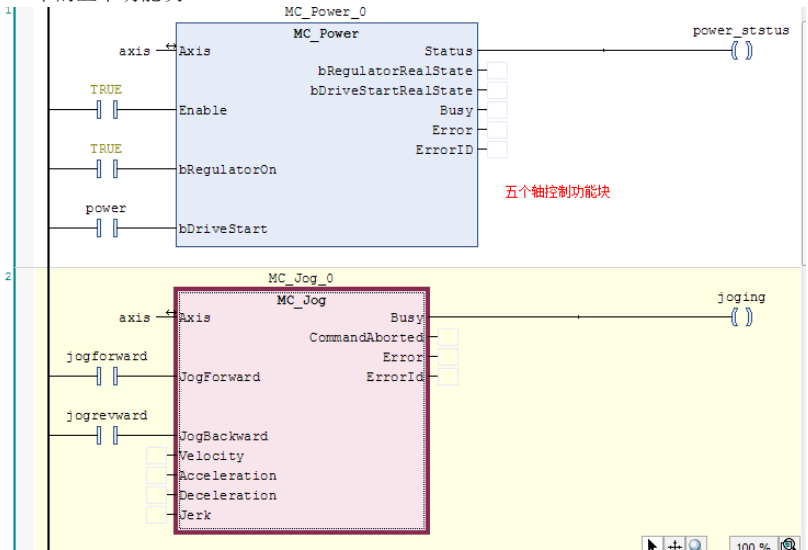 1
MC_Power_0
MC_Power
power_ststus
axis
Axis
Status
bRegulatorRealState
TRUE
bDriveStartRealState
Enable
Busy
Error
TRUE
ErrorID
bRegulatorOn
五个轴控制功能块
power
bDriveStart
2
MC_Jog_0
MC_Jog
joging
axis
Axis
Busy
CommandAborted
jogforward
Error
JogForward
ErrorId
jogrevward
JogBackward
Velocity
Acceleration
Deceleration
Jerk
100 %